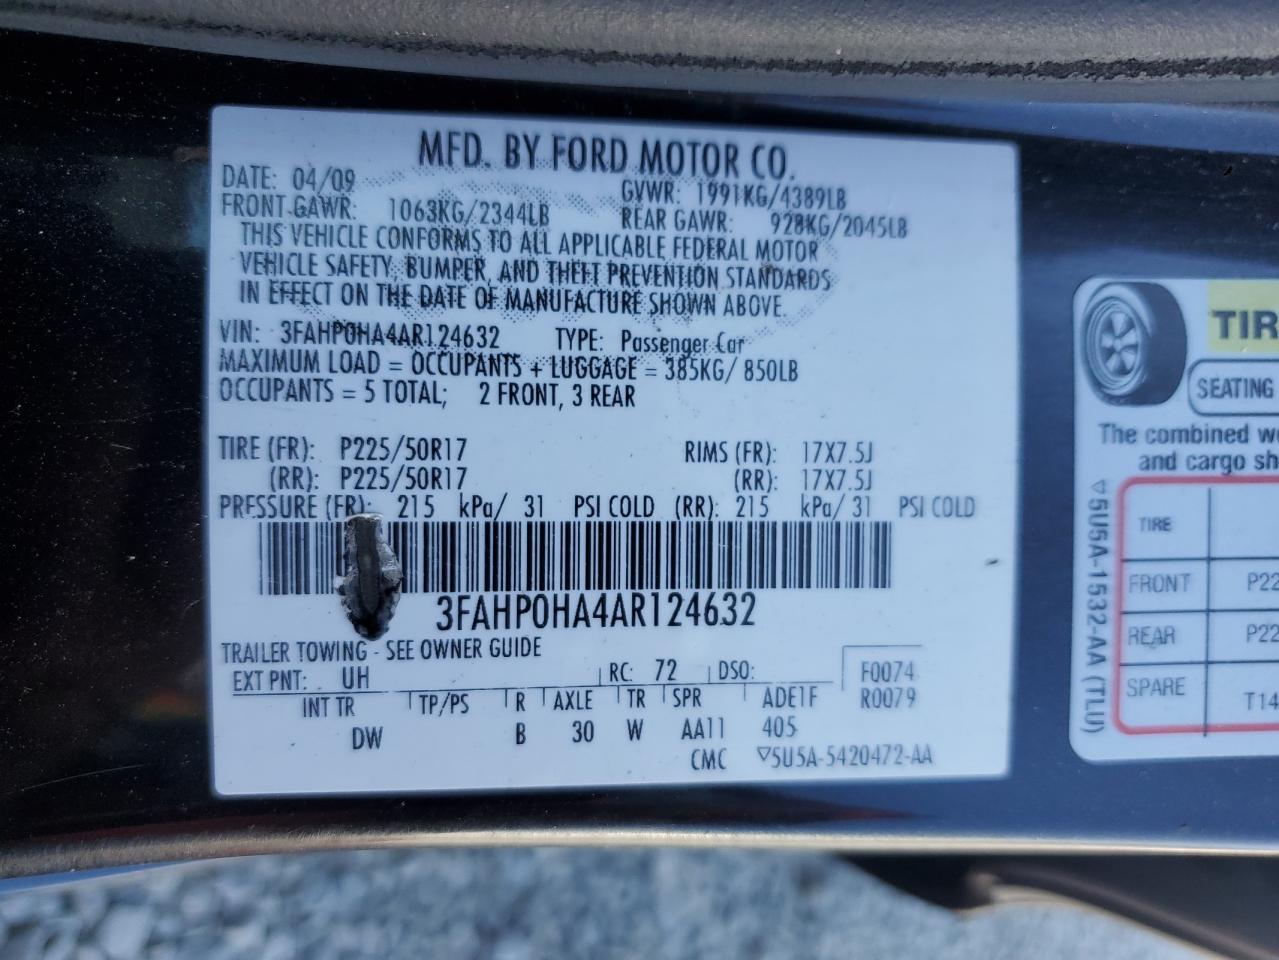 MFD. BY FORD MOTOR CO.
DATE: 04/09 GVWR: 1991KG/4389LB
FRONT GAWR: 1063KG/2344LB REAR GAWR: 928KG/2045LB
THIS VEHICLE CONFORMS TO ALL APPLICABLE FEDERAL MOTOR
VEHICLE SAFETY, BUMPER, AND THEFT PREVENTION STANDARDS
IN EFFECT ON THE DATE OF MANUFACTURE SHOWN ABOVE.
VIN: 3FAHP0HA4AR124632 TYPE: Passenger Car
MAXIMUM LOAD = OCCUPANTS + LUGGAGE = 385KG/ 850LB
OCCUPANTS = 5 TOTAL; 2 FRONT, 3 REAR
TIRE (FR): P225/50R17 RIMS (FR): 17X7.5J
(RR): P225/50R17 (RR): 17X7.5J
PRESSURE (FR): 215 kPa/ 31 PSI COLD (RR): 215 kPa/ 31 PSI COLD
3FAHP0HA4AR124632
TRAILER TOWING - SEE OWNER GUIDE
EXT PNT: UH RC: 72 DSO: F0074
INT TR TP/PS R AXLE TR SPR ADE1F R0079
DW B 30 W AA11 405
CMC ▽5U5A-5420472-AA
TIR
SEATING
The combined w
and cargo sh
TIRE
FRONT P22
REAR P22
SPARE T14
▽5U5A-1532-AA (TLU)